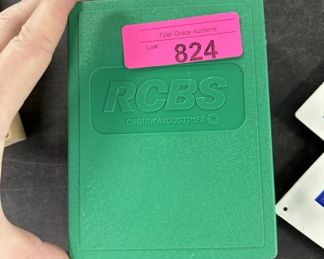 Tyler Grace Auctions
Lot#: 824
RCBS
OMARK INDUSTRIES